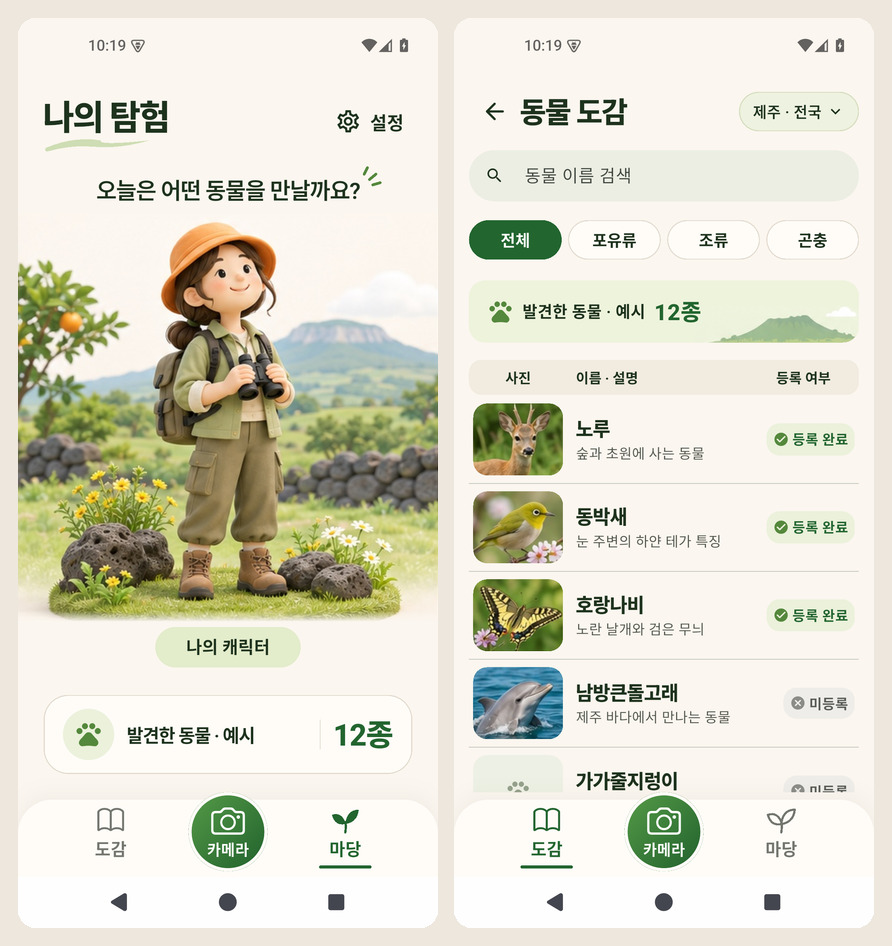 10:19
나의 탐험
설정
오늘은 어떤 동물을 만날까요?
나의 캐릭터
발견한 동물 · 예시 12종
도감
카메라
마당
10:19
동물 도감
제주 · 전국
동물 이름 검색
전체 포유류 조류 곤충
발견한 동물 · 예시 12종
사진 이름 · 설명 등록 여부
노루
숲과 초원에 사는 동물
등록 완료
동박새
눈 주변의 하얀 테가 특징
등록 완료
호랑나비
노란 날개와 검은 무늬
등록 완료
남방큰돌고래
제주 바다에서 만나는 동물
미등록
가가줄지렁이
미등록
도감
카메라
마당